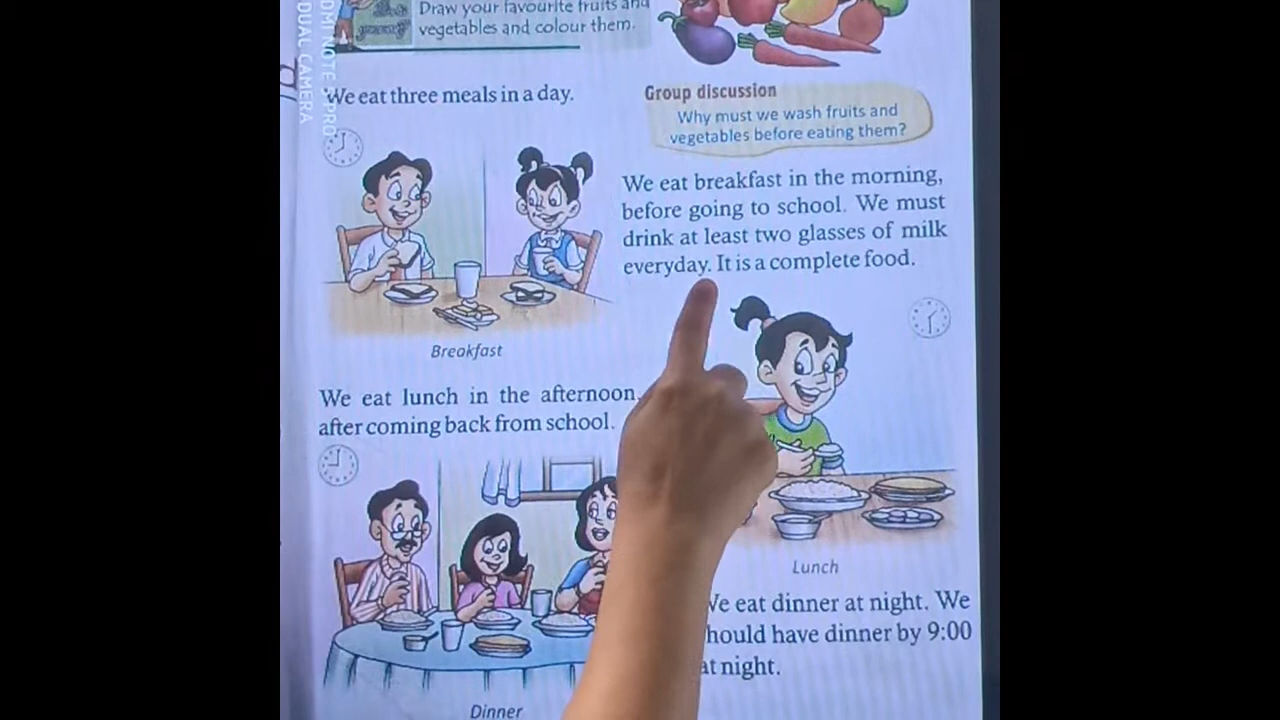 Draw your favourite fruits and
vegetables and colour them.
We eat three meals in a day.
Group discussion
Why must we wash fruits and
vegetables before eating them?
We eat breakfast in the morning,
before going to school. We must
drink at least two glasses of milk
everyday. It is a complete food.
Breakfast
We eat lunch in the afternoon
after coming back from school.
Lunch
We eat dinner at night. We
should have dinner by 9:00
at night.
Dinner
DUAL CAMERA